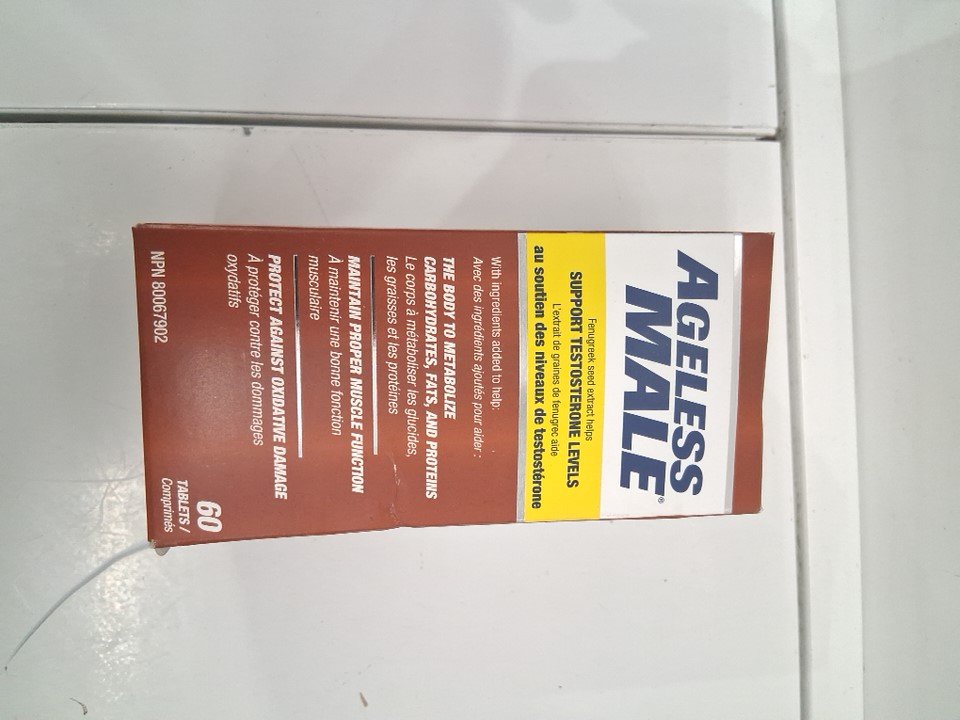 AGELESS
MALE®
Fenugreek seed extract helps
SUPPORT TESTOSTERONE LEVELS
L'extrait de graines de fenugrec aide
au soutien des niveaux de testostérone
With ingredients added to help:
Avec des ingrédients ajoutés pour aider :
THE BODY TO METABOLIZE
CARBOHYDRATES, FATS, AND PROTEINS
Le corps à métaboliser les glucides,
les graisses et les protéines
MAINTAIN PROPER MUSCLE FUNCTION
À maintenir une bonne fonction
musculaire
PROTECT AGAINST OXIDATIVE DAMAGE
À protéger contre les dommages
oxydatifs
60
TABLETS /
Comprimés
NPN 80067902